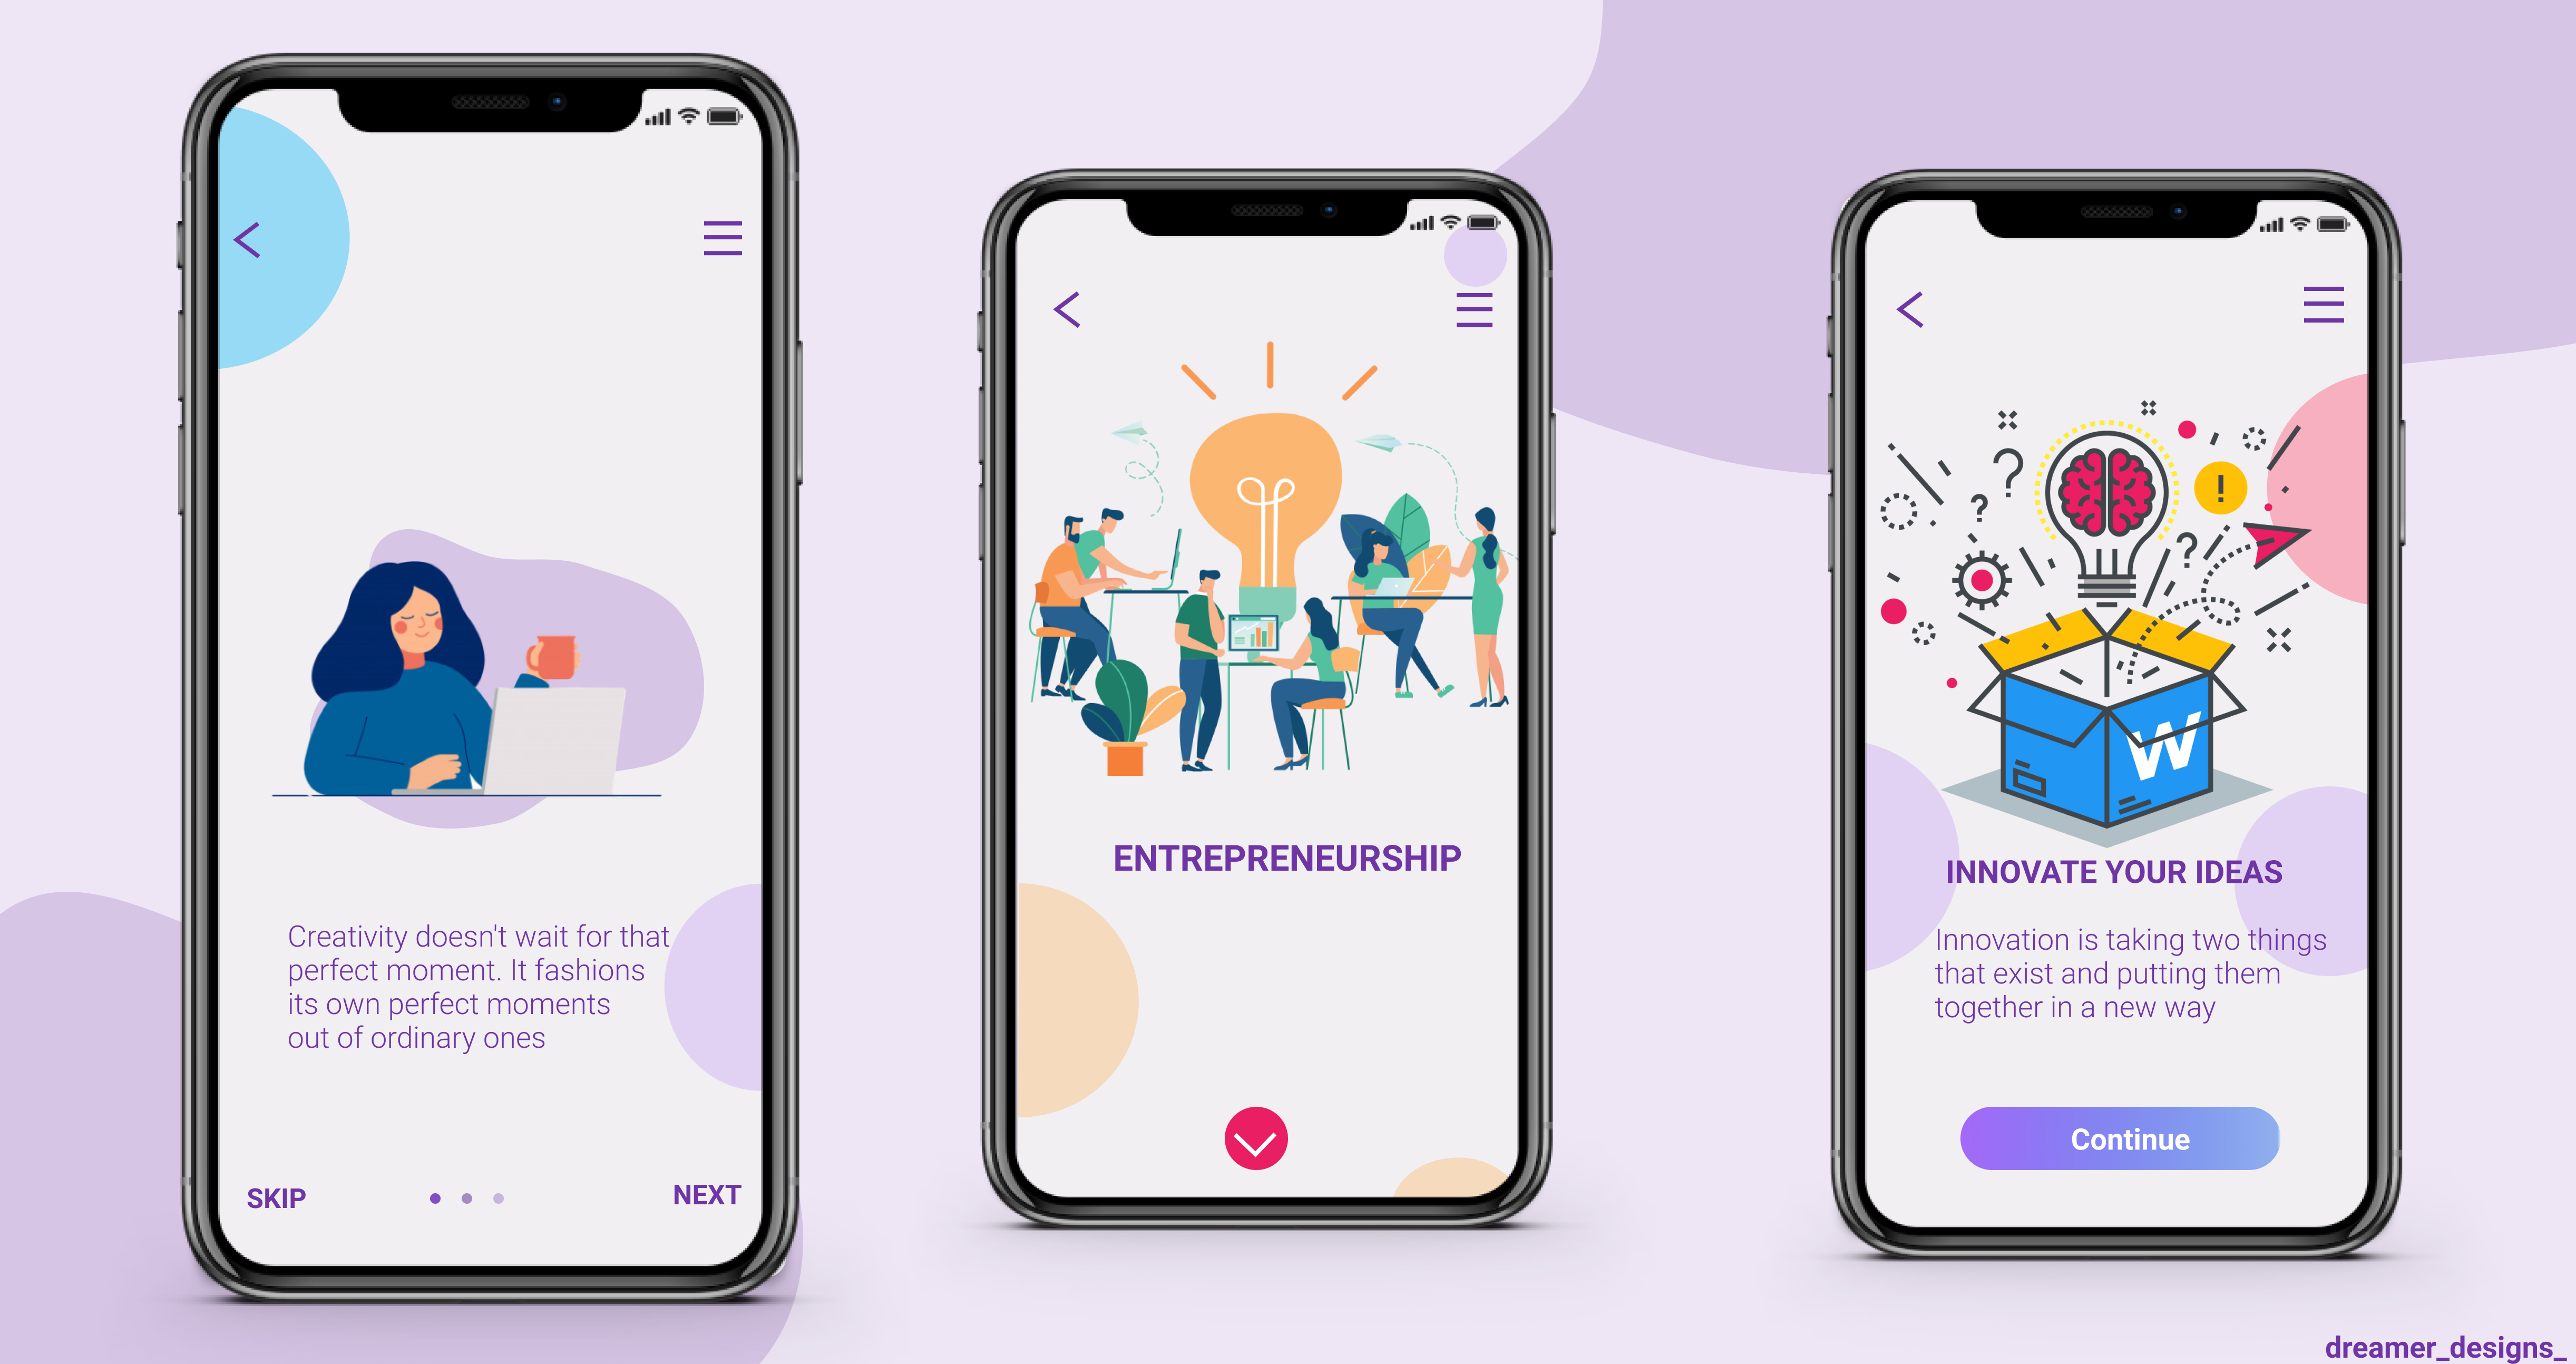 Creativity doesn't wait for that
perfect moment. It fashions
its own perfect moments
out of ordinary ones
SKIP
NEXT
ENTREPRENEURSHIP
?
?
!
?
W
INNOVATE YOUR IDEAS
Innovation is taking two things
that exist and putting them
together in a new way
Continue
dreamer_designs_